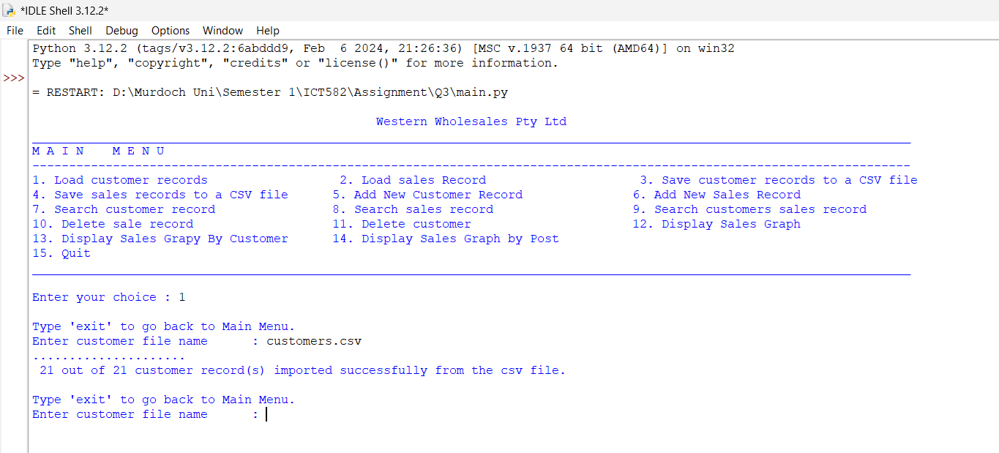 *IDLE Shell 3.12.2*
File Edit Shell Debug Options Window Help
Python 3.12.2 (tags/v3.12.2:6abddd9, Feb  6 2024, 21:26:36) [MSC v.1937 64 bit (AMD64)] on win32
Type "help", "copyright", "credits" or "license()" for more information.
>>>
= RESTART: D:\Murdoch Uni\Semester 1\ICT582\Assignment\Q3\main.py
Western Wholesales Pty Ltd
M A I N    M E N U
------------------------------------------------------------------------------------------------------------------------
1. Load customer records                  2. Load sales Record                     3. Save customer records to a CSV file
4. Save sales records to a CSV file      5. Add New Customer Record               6. Add New Sales Record
7. Search customer record                8. Search sales record                   9. Search customers sales record
10. Delete sale record                   11. Delete customer                      12. Display Sales Graph
13. Display Sales Grapy By Customer      14. Display Sales Graph by Post
15. Quit
Enter your choice : 1
Type 'exit' to go back to Main Menu.
Enter customer file name      : customers.csv
.....................
21 out of 21 customer record(s) imported successfully from the csv file.
Type 'exit' to go back to Main Menu.
Enter customer file name      :